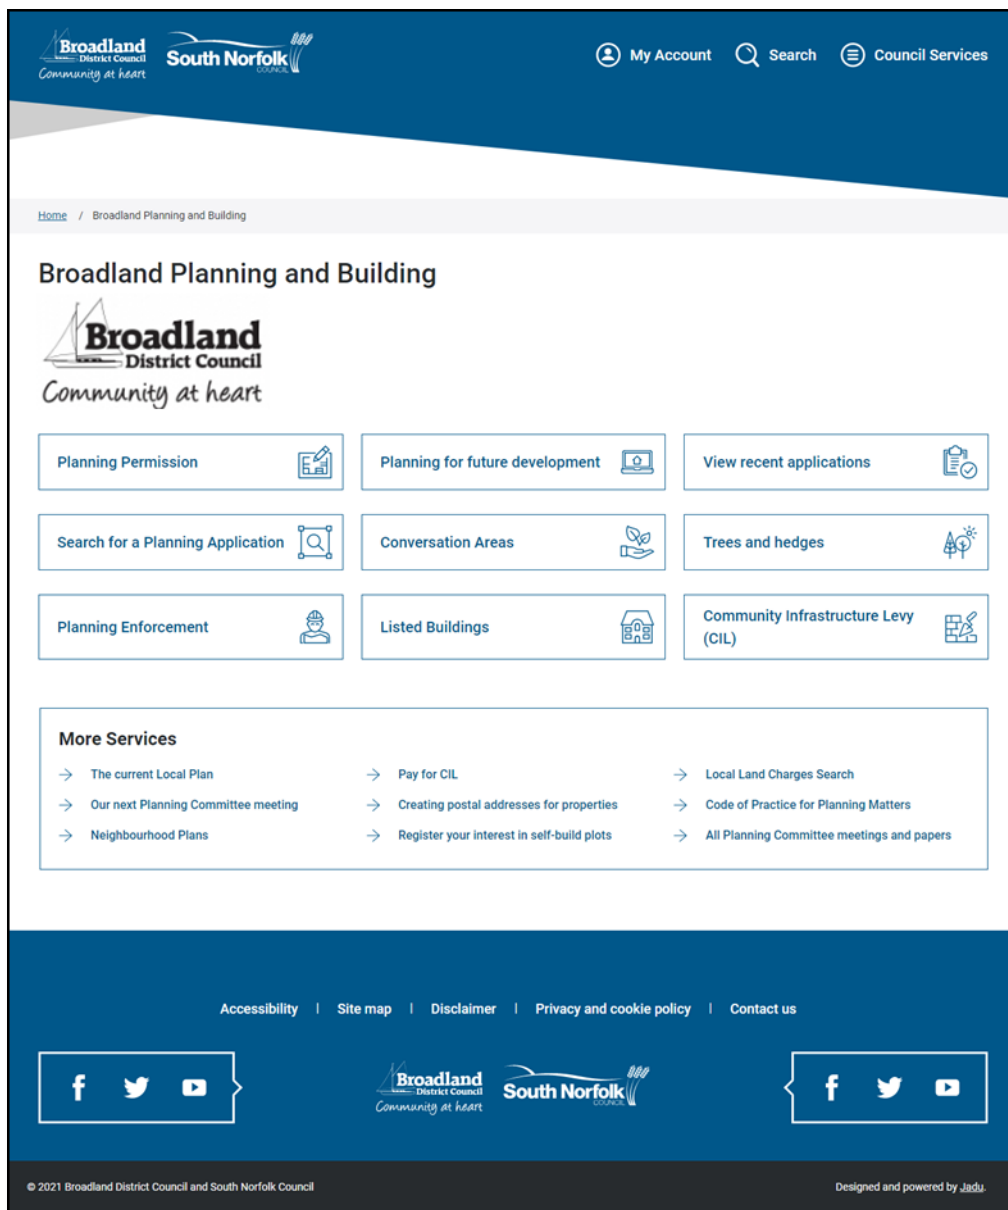 Broadland
District Council
Community at heart
South Norfolk
COUNCIL
My Account
Search
Council Services
Home / Broadland Planning and Building
Broadland Planning and Building
Broadland
District Council
Community at heart
Planning Permission
Planning for future development
View recent applications
Search for a Planning Application
Conversation Areas
Trees and hedges
Planning Enforcement
Listed Buildings
Community Infrastructure Levy
(CIL)
More Services
The current Local Plan
Pay for CIL
Local Land Charges Search
Our next Planning Committee meeting
Creating postal addresses for properties
Code of Practice for Planning Matters
Neighbourhood Plans
Register your interest in self-build plots
All Planning Committee meetings and papers
Accessibility | Site map | Disclaimer | Privacy and cookie policy | Contact us
Broadland
District Council
Community at heart
South Norfolk
COUNCIL
© 2021 Broadland District Council and South Norfolk Council
Designed and powered by Jadu.